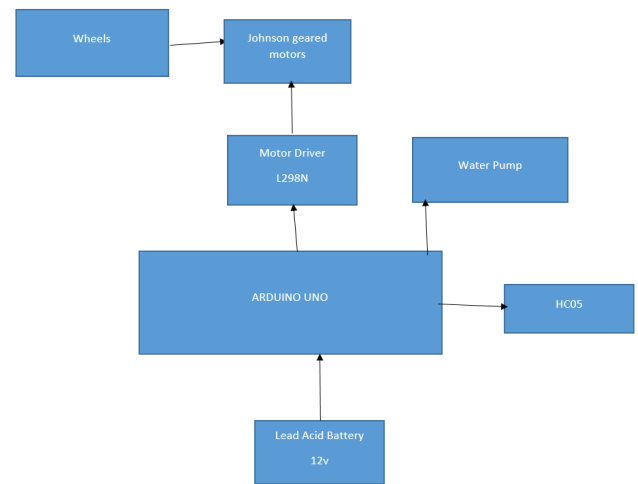 Wheels
Johnson geared
motors
Motor Driver
L298N
Water Pump
ARDUINO UNO
HC05
Lead Acid Battery
12v